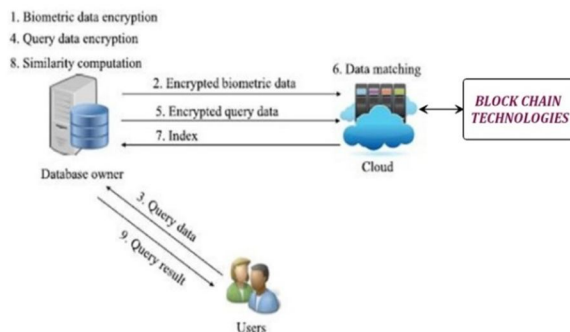 1. Biometric data encryption
4. Query data encryption
8. Similarity computation
6. Data matching
2. Encrypted biometric data
5. Encrypted query data
7. Index
BLOCK CHAIN
TECHNOLOGIES
Database owner
Cloud
3. Query data
9. Query result
Users